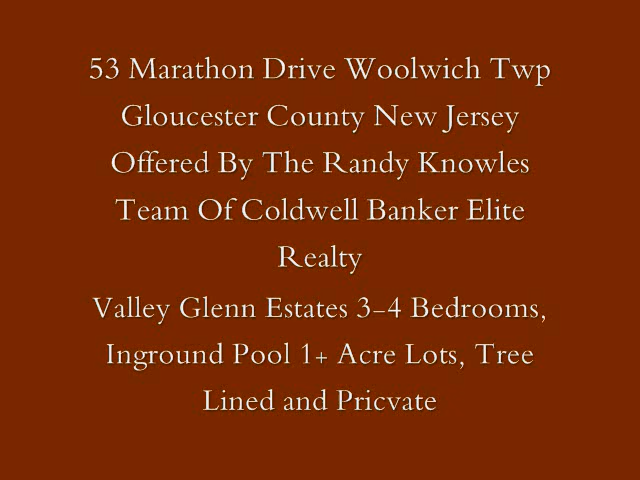 53 Marathon Drive Woolwich Twp
Gloucester County New Jersey
Offered By The Randy Knowles
Team Of Coldwell Banker Elite
Realty
Valley Glenn Estates 3-4 Bedrooms,
Inground Pool 1+ Acre Lots, Tree
Lined and Pricvate